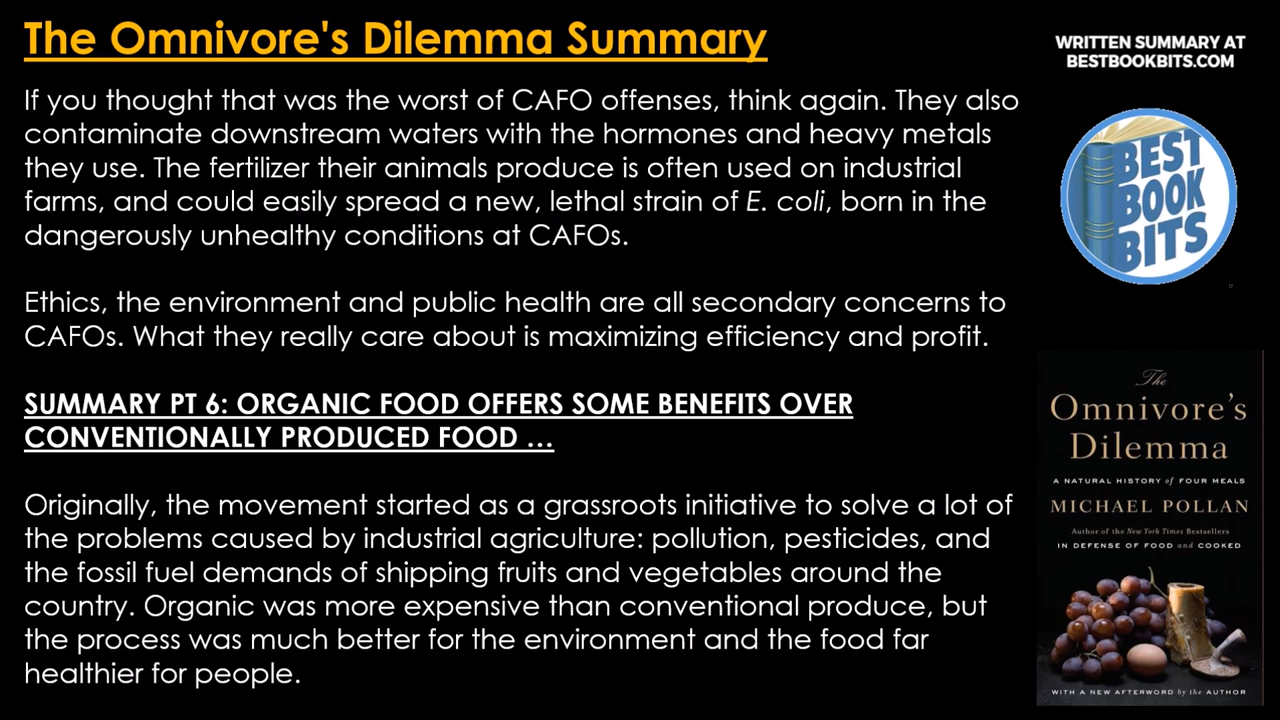 The Omnivore's Dilemma Summary
If you thought that was the worst of CAFO offenses, think again. They also
contaminate downstream waters with the hormones and heavy metals
they use. The fertilizer their animals produce is often used on industrial
farms, and could easily spread a new, lethal strain of E. coli, born in the
dangerously unhealthy conditions at CAFOs.
Ethics, the environment and public health are all secondary concerns to
CAFOs. What they really care about is maximizing efficiency and profit.
SUMMARY PT 6: ORGANIC FOOD OFFERS SOME BENEFITS OVER
CONVENTIONALLY PRODUCED FOOD …
Originally, the movement started as a grassroots initiative to solve a lot of
the problems caused by industrial agriculture: pollution, pesticides, and
the fossil fuel demands of shipping fruits and vegetables around the
country. Organic was more expensive than conventional produce, but
the process was much better for the environment and the food far
healthier for people.
WRITTEN SUMMARY AT
BESTBOOKBITS.COM
BEST
BOOK
BITS
The
Omnivore's
Dilemma
A NATURAL HISTORY of FOUR MEALS
MICHAEL POLLAN
Author of the New York Times Bestsellers
IN DEFENSE OF FOOD and COOKED
WITH A NEW AFTERWORD by the AUTHOR